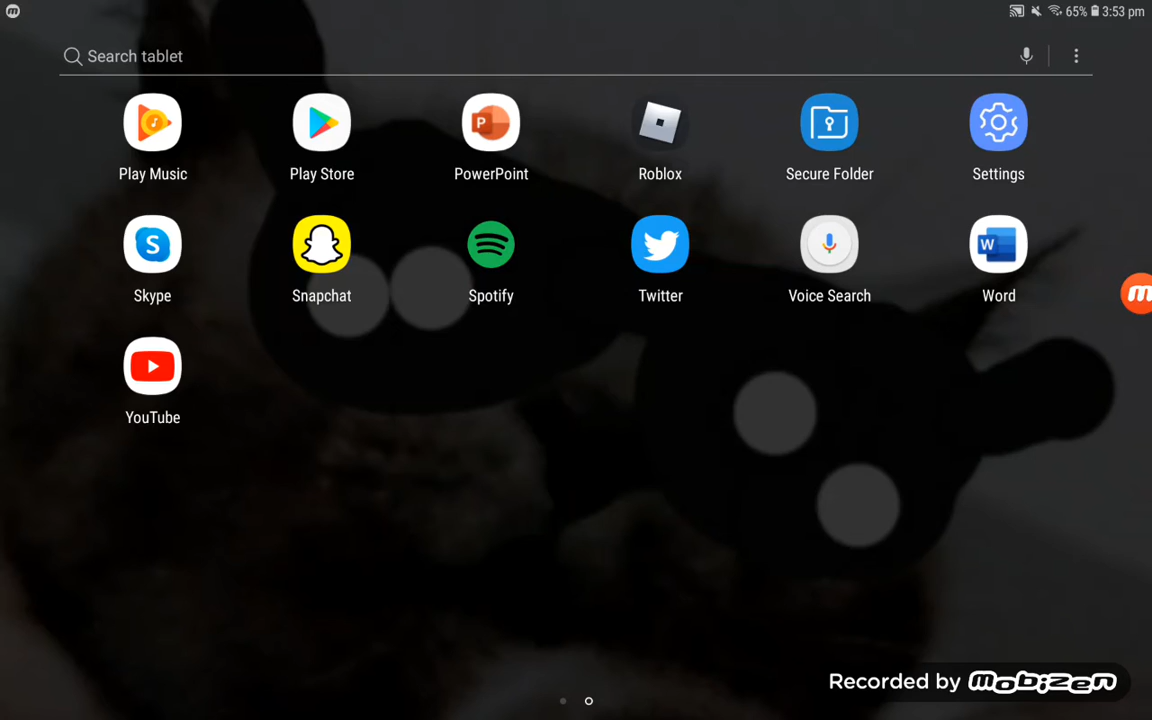 65% 3:53 pm
Search tablet
Play Music
Play Store
PowerPoint
Roblox
Secure Folder
Settings
Skype
Snapchat
Spotify
Twitter
Voice Search
Word
YouTube
Recorded by mobizen